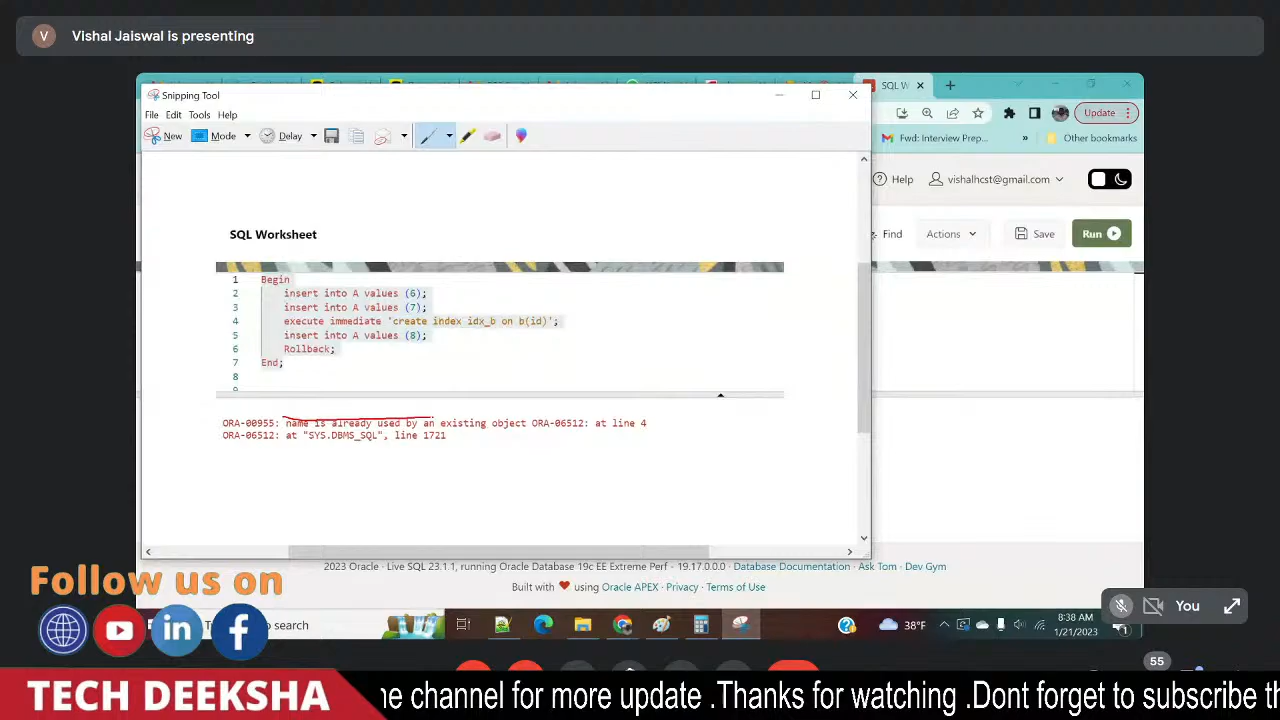 V Vishal Jaiswal is presenting
Snipping Tool
SQL W
File Edit Tools Help
Update
New Mode Delay
Fwd: Interview Prep...
» Other bookmarks
Help vishalhcst@gmail.com
SQL Worksheet
Find Actions Save Run
1 Begin
2 insert into A values (6);
3 insert into A values (7);
4 execute immediate 'create index idx_b on b(id)';
5 insert into A values (8);
6 Rollback;
7 End;
8
9
ORA-00955: name is already used by an existing object ORA-06512: at line 4
ORA-06512: at "SYS.DBMS_SQL", line 1721
2023 Oracle · Live SQL 23.1.1, running Oracle Database 19c EE Extreme Perf - 19.17.0.0.0 · Database Documentation · Ask Tom · Dev Gym
Built with ❤ using Oracle APEX · Privacy · Terms of Use
Follow us on
You
search
38°F
8:38 AM
1/21/2023
1
55
TECH DEEKSHA
he channel for more update .Thanks for watching .Dont forget to subscribe th